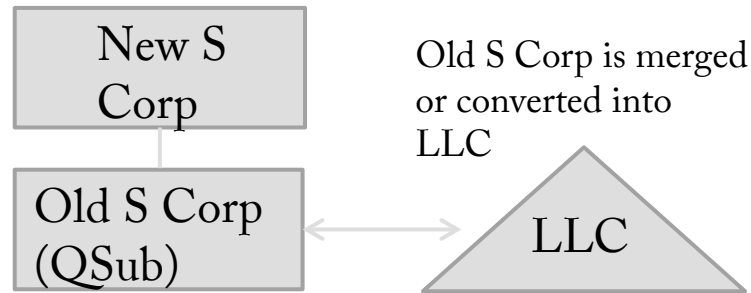 New S
Corp
Old S Corp is merged
or converted into
LLC
Old S Corp
(QSub)
LLC